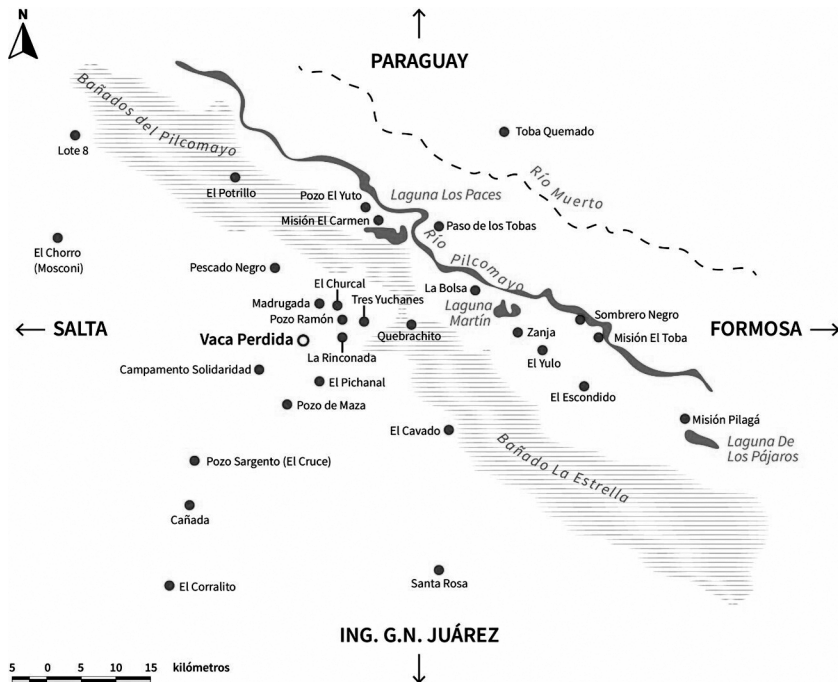 N
PARAGUAY
Bañados del Pilcomayo
Toba Quemado
Lote 8
Río Muerto
El Potrillo
Pozo El Yuto
Laguna Los Paces
Misión El Carmen
Paso de los Tobas
El Chorro
(Mosconi)
Río Pilcomayo
Pescado Negro
El Churcal
La Bolsa
Madrugada
Tres Yuchanes
Laguna
Martín
Pozo Ramón
Sombrero Negro
SALTA
Vaca Perdida
Quebrachito
Zanja
Misión El Toba
FORMOSA
La Rinconada
El Yulo
Campamento Solidaridad
El Pichanal
El Escondido
Pozo de Maza
Misión Pilagá
El Cavado
Laguna De
Los Pájaros
Bañado La Estrella
Pozo Sargento (El Cruce)
Cañada
El Corralito
Santa Rosa
ING. G.N. JUÁREZ
5 0 5 10 15 kilómetros